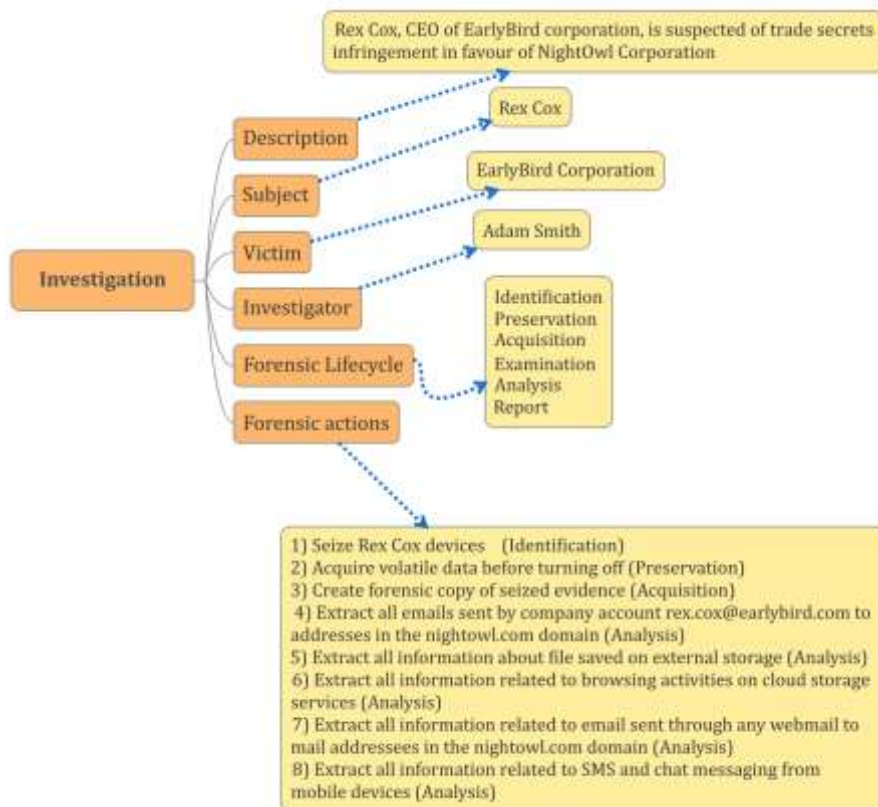 Rex Cox, CEO of EarlyBird corporation, is suspected of trade secrets
infringement in favour of NightOwl Corporation
Rex Cox
Description
EarlyBird Corporation
Subject
Adam Smith
Victim
Investigation
Investigator
Identification
Preservation
Acquisition
Examination
Analysis
Report
Forensic Lifecycle
Forensic actions
1) Seize Rex Cox devices (Identification)
2) Acquire volatile data before turning off (Preservation)
3) Create forensic copy of seized evidence (Acquisition)
4) Extract all emails sent by company account rex.cox@earlybird.com to
addresses in the nightowl.com domain (Analysis)
5) Extract all information about file saved on external storage (Analysis)
6) Extract all information related to browsing activities on cloud storage
services (Analysis)
7) Extract all information related to email sent through any webmail to
mail addressees in the nightowl.com domain (Analysis)
8) Extract all information related to SMS and chat messaging from
mobile devices (Analysis)